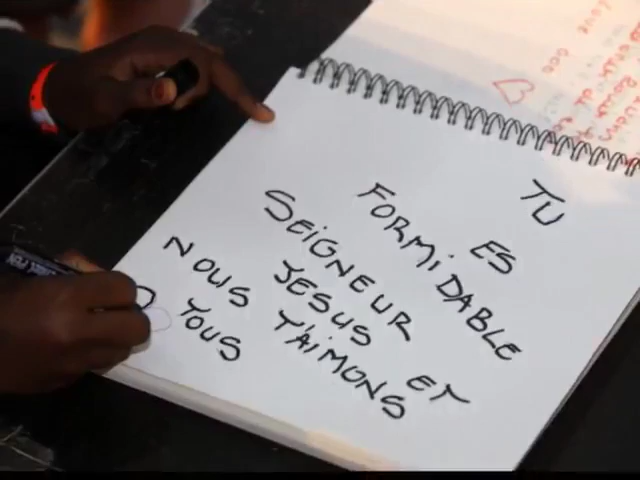 TU
ES
FORMiDABLE
SEiGNEUR
JESUS ET
NOUS T'AIMONS
TOUS